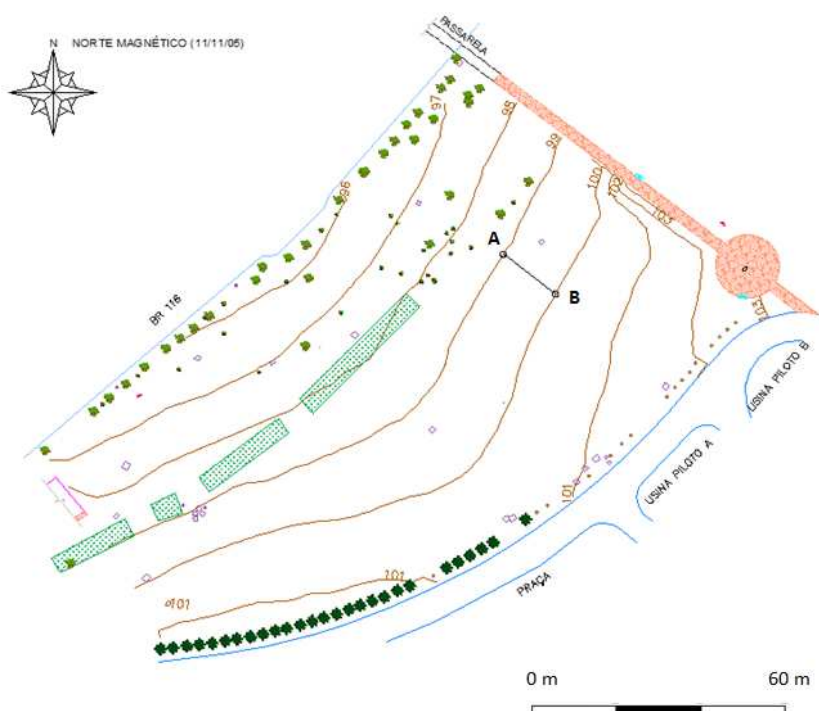 N NORTE MAGNÉTICO (11/11/05)
PASSARELA
97
98
99
96
100
102
103
A
B
BR 116
103
USINA PILOTO B
USINA PILOTO A
101
PRAÇA
101
101
0 m 60 m